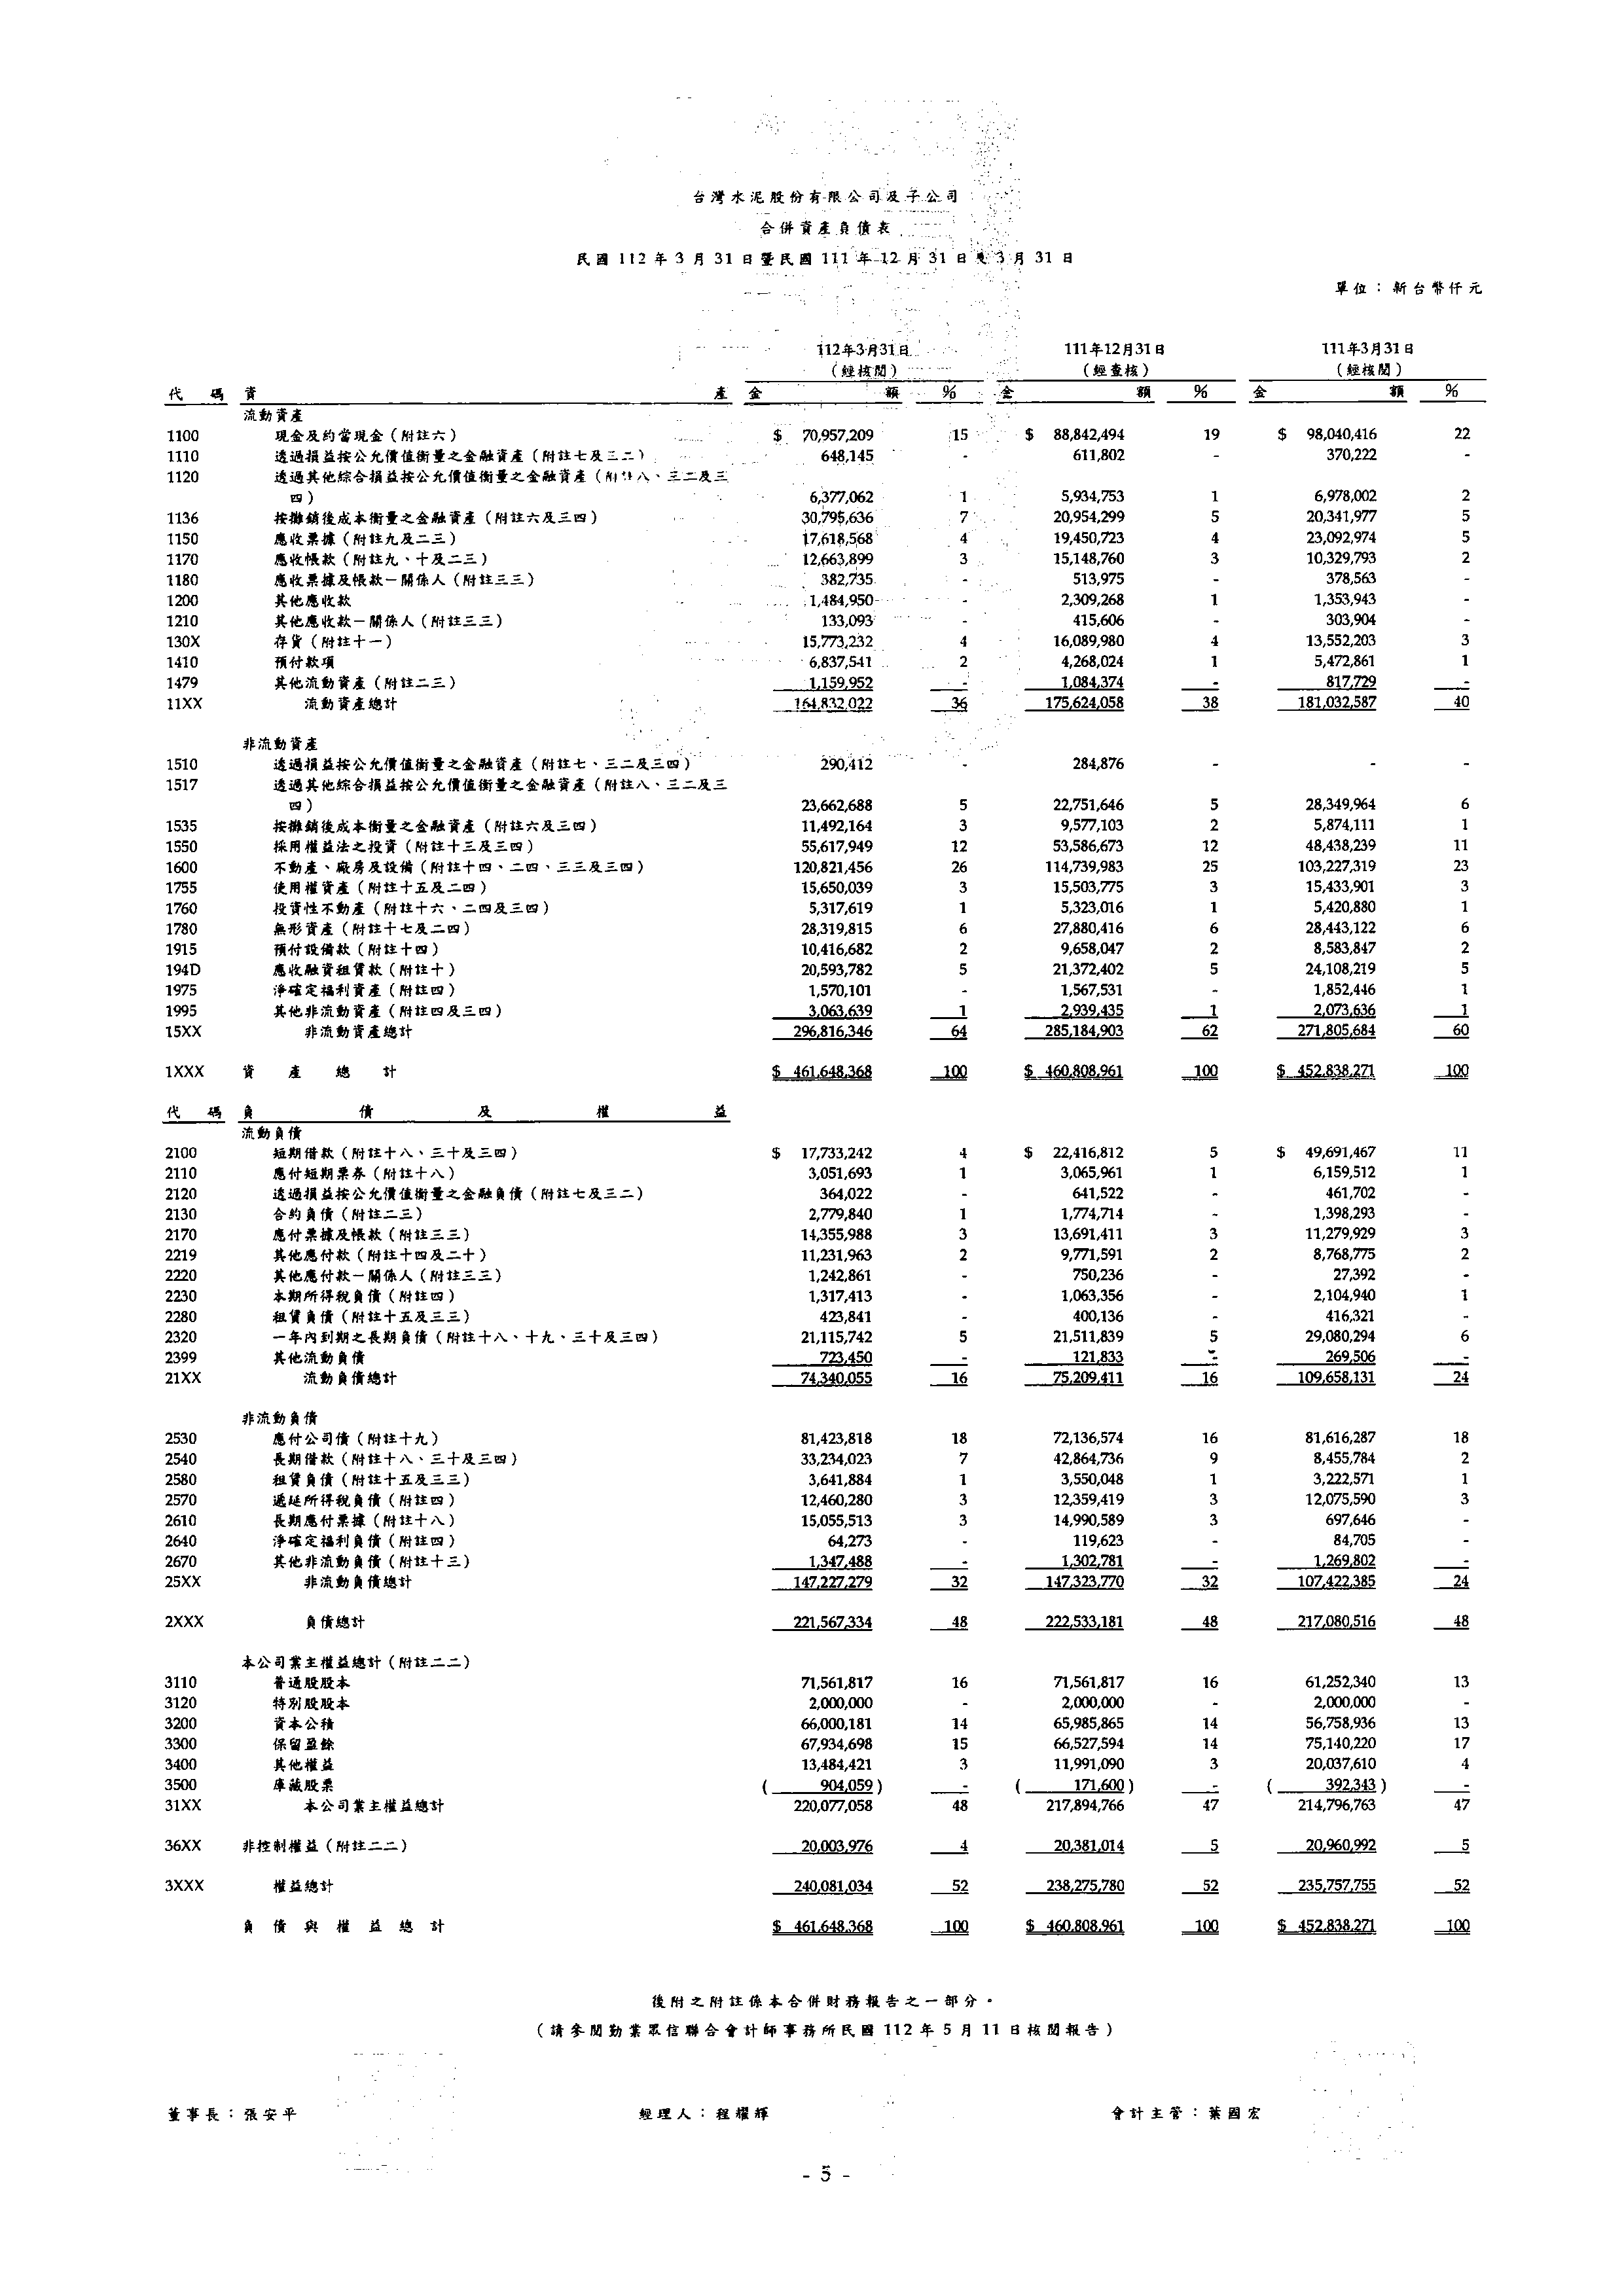 台灣水泥股份有限公司及子公司
合併資產負債表
民國112年3月31日暨民國111年12月31日及3月31日
單位：新台幣仟元
112年3月31日 111年12月31日 111年3月31日
（經核閱） （經查核） （經核閱）
代碼 資產 金額 % 金額 % 金額 %
流動資產
1100 現金及約當現金（附註六） $ 70,957,209 15 $ 88,842,494 19 $ 98,040,416 22
1110 透過損益按公允價值衡量之金融資產（附註七及三二） 648,145 - 611,802 - 370,222 -
1120 透過其他綜合損益按公允價值衡量之金融資產（附註八、三二及三
四） 6,377,062 1 5,934,753 1 6,978,002 2
1136 按攤銷後成本衡量之金融資產（附註六及三四） 30,795,636 7 20,954,299 5 20,341,977 5
1150 應收票據（附註九及二三） 17,618,568 4 19,450,723 4 23,092,974 5
1170 應收帳款（附註九、十及二三） 12,663,899 3 15,148,760 3 10,329,793 2
1180 應收票據及帳款－關係人（附註三三） 382,735 - 513,975 - 378,563 -
1200 其他應收款 1,484,950 - 2,309,268 1 1,353,943 -
1210 其他應收款－關係人（附註三三） 133,093 - 415,606 - 303,904 -
130X 存貨（附註十一） 15,773,232 4 16,089,980 4 13,552,203 3
1410 預付款項 6,837,541 2 4,268,024 1 5,472,861 1
1479 其他流動資產（附註二三） 1,159,952 - 1,084,374 - 817,729 -
11XX 流動資產總計 164,832,022 36 175,624,058 38 181,032,587 40
非流動資產
1510 透過損益按公允價值衡量之金融資產（附註七、三二及三四） 290,412 - 284,876 - - -
1517 透過其他綜合損益按公允價值衡量之金融資產（附註八、三二及三
四） 23,662,688 5 22,751,646 5 28,349,964 6
1535 按攤銷後成本衡量之金融資產（附註六及三四） 11,492,164 3 9,577,103 2 5,874,111 1
1550 採用權益法之投資（附註十三及三四） 55,617,949 12 53,586,673 12 48,438,239 11
1600 不動產、廠房及設備（附註十四、二四、三三及三四） 120,821,456 26 114,739,983 25 103,227,319 23
1755 使用權資產（附註十五及二四） 15,650,039 3 15,503,775 3 15,433,901 3
1760 投資性不動產（附註十六、二四及三四） 5,317,619 1 5,323,016 1 5,420,880 1
1780 無形資產（附註十七及二四） 28,319,815 6 27,880,416 6 28,443,122 6
1915 預付設備款（附註十四） 10,416,682 2 9,658,047 2 8,583,847 2
194D 應收融資租賃款（附註十） 20,593,782 5 21,372,402 5 24,108,219 5
1975 淨確定福利資產（附註四） 1,570,101 - 1,567,531 - 1,852,446 1
1995 其他非流動資產（附註四及三四） 3,063,639 1 2,939,435 1 2,073,636 1
15XX 非流動資產總計 296,816,346 64 285,184,903 62 271,805,684 60
1XXX 資產總計 $ 461,648,368 100 $ 460,808,961 100 $ 452,838,271 100
代碼 負債及權益
流動負債
2100 短期借款（附註十八、三十及三四） $ 17,733,242 4 $ 22,416,812 5 $ 49,691,467 11
2110 應付短期票券（附註十八） 3,051,693 1 3,065,961 1 6,159,512 1
2120 透過損益按公允價值衡量之金融負債（附註七及三二） 364,022 - 641,522 - 461,702 -
2130 合約負債（附註二三） 2,779,840 1 1,774,714 - 1,398,293 -
2170 應付票據及帳款（附註三三） 14,355,988 3 13,691,411 3 11,279,929 3
2219 其他應付款（附註十四及二十） 11,231,963 2 9,771,591 2 8,768,775 2
2220 其他應付款－關係人（附註三三） 1,242,861 - 750,236 - 27,392 -
2230 本期所得稅負債（附註四） 1,317,413 - 1,063,356 - 2,104,940 1
2280 租賃負債（附註十五及三三） 423,841 - 400,136 - 416,321 -
2320 一年內到期之長期負債（附註十八、十九、三十及三四） 21,115,742 5 21,511,839 5 29,080,294 6
2399 其他流動負債 723,450 - 121,833 - 269,506 -
21XX 流動負債總計 74,340,055 16 75,209,411 16 109,658,131 24
非流動負債
2530 應付公司債（附註十九） 81,423,818 18 72,136,574 16 81,616,287 18
2540 長期借款（附註十八、三十及三四） 33,234,023 7 42,864,736 9 8,455,784 2
2580 租賃負債（附註十五及三三） 3,641,884 1 3,550,048 1 3,222,571 1
2570 遞延所得稅負債（附註四） 12,460,280 3 12,359,419 3 12,075,590 3
2610 長期應付票據（附註十八） 15,055,513 3 14,990,589 3 697,646 -
2640 淨確定福利負債（附註四） 64,273 - 119,623 - 84,705 -
2670 其他非流動負債（附註十三） 1,347,488 - 1,302,781 - 1,269,802 -
25XX 非流動負債總計 147,227,279 32 147,323,770 32 107,422,385 24
2XXX 負債總計 221,567,334 48 222,533,181 48 217,080,516 48
本公司業主權益總計（附註二二）
3110 普通股股本 71,561,817 16 71,561,817 16 61,252,340 13
3120 特別股股本 2,000,000 - 2,000,000 - 2,000,000 -
3200 資本公積 66,000,181 14 65,985,865 14 56,758,936 13
3300 保留盈餘 67,934,698 15 66,527,594 14 75,140,220 17
3400 其他權益 13,484,421 3 11,991,090 3 20,037,610 4
3500 庫藏股票 ( 904,059 ) - ( 171,600 ) - ( 392,343 ) -
31XX 本公司業主權益總計 220,077,058 48 217,894,766 47 214,796,763 47
36XX 非控制權益（附註二二） 20,003,976 4 20,381,014 5 20,960,992 5
3XXX 權益總計 240,081,034 52 238,275,780 52 235,757,755 52
負債與權益總計 $ 461,648,368 100 $ 460,808,961 100 $ 452,838,271 100
後附之附註係本合併財務報告之一部分。
（請參閱勤業眾信聯合會計師事務所民國112年5月11日核閱報告）
董事長：張安平 經理人：程耀輝 會計主管：葉國宏
- 5 -